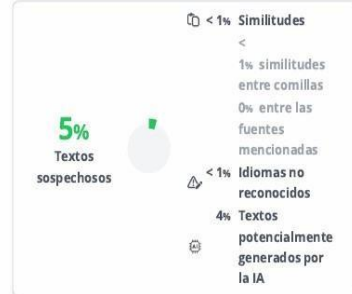 5%
Textos
sospechosos
< 1% Similitudes
<
1% similitudes
entre comillas
0% entre las
fuentes
mencionadas
< 1% Idiomas no
reconocidos
4% Textos
potencialmente
generados por
la IA